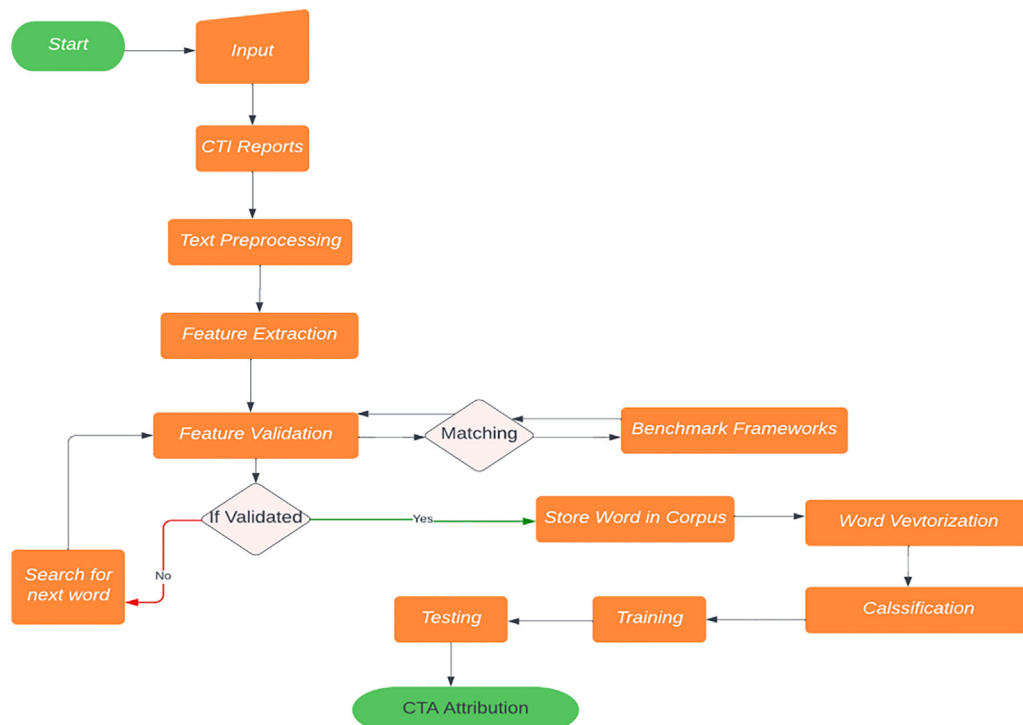 Start
Input
CTI Reports
Text Preprocessing
Feature Extraction
Feature Validation
Matching
Benchmark Frameworks
If Validated
Yes
Store Word in Corpus
Word Vevtorization
No
Search for
next word
Calssification
Training
Testing
CTA Attribution